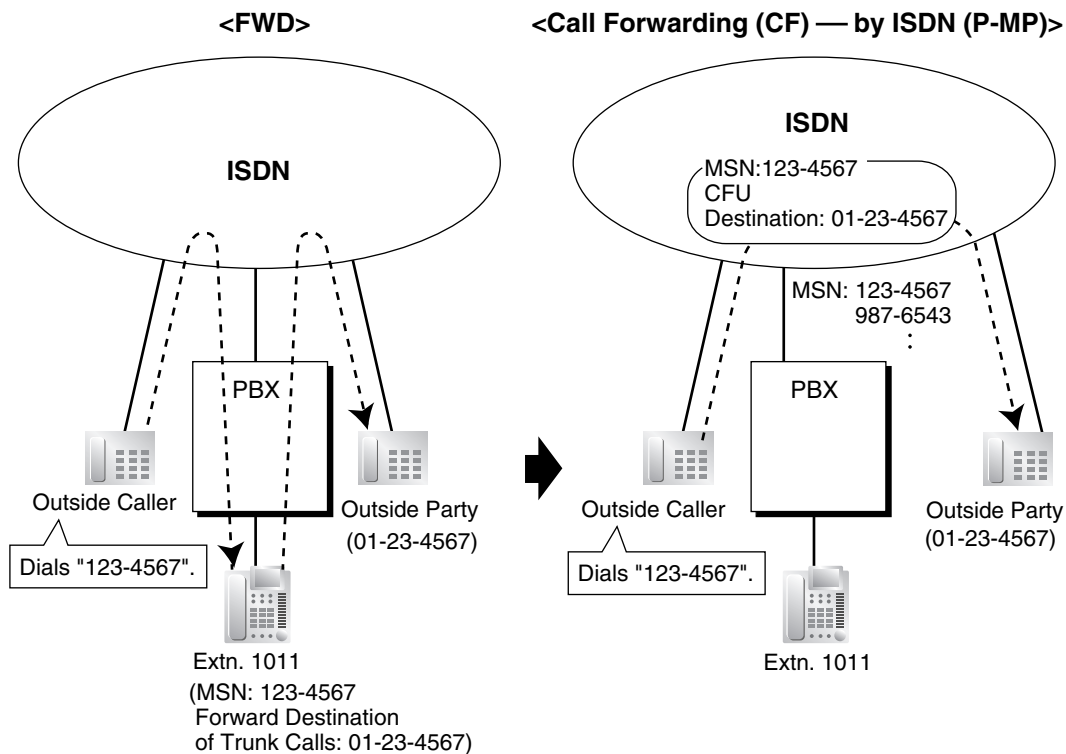 <FWD>
ISDN
PBX
Outside Caller
Dials "123-4567".
Outside Party
(01-23-4567)
Extn. 1011
(MSN: 123-4567
Forward Destination
of Trunk Calls: 01-23-4567)
<Call Forwarding (CF) — by ISDN (P-MP)>
ISDN
MSN:123-4567
CFU
Destination: 01-23-4567
MSN: 123-4567
987-6543
:
PBX
Outside Caller
Dials "123-4567".
Outside Party
(01-23-4567)
Extn. 1011